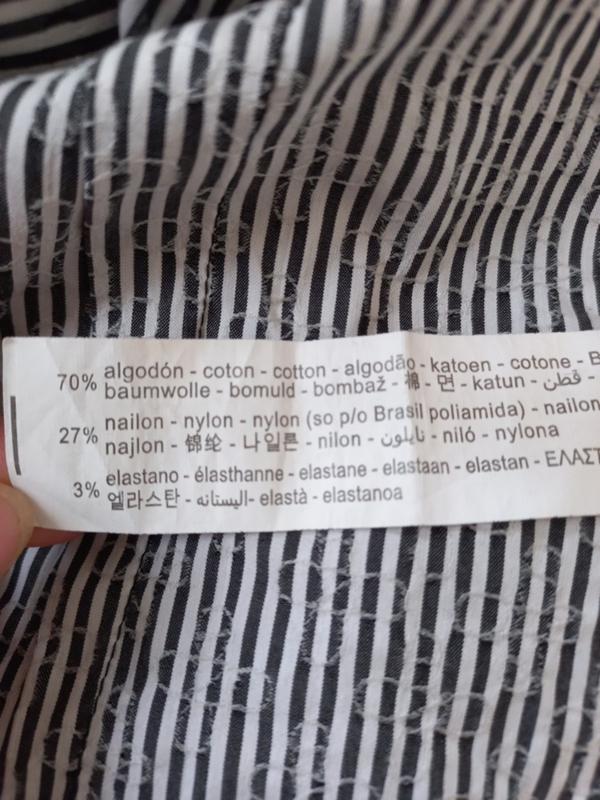 70% algodón - coton - cotton - algodão - katoen - cotone -
baumwolle - bomuld - bombaž - 棉 - 면 - katun - قطن -
27% nailon - nylon - nylon (so p/o Brasil poliamida) - nailon
najlon - 锦纶 - 나일론 - nilon - نايلون - niló - nylona
3% elastano - élasthanne - elastane - elastaan - elastan -
엘라스탄 - اليستانه - elastà - elastanoa